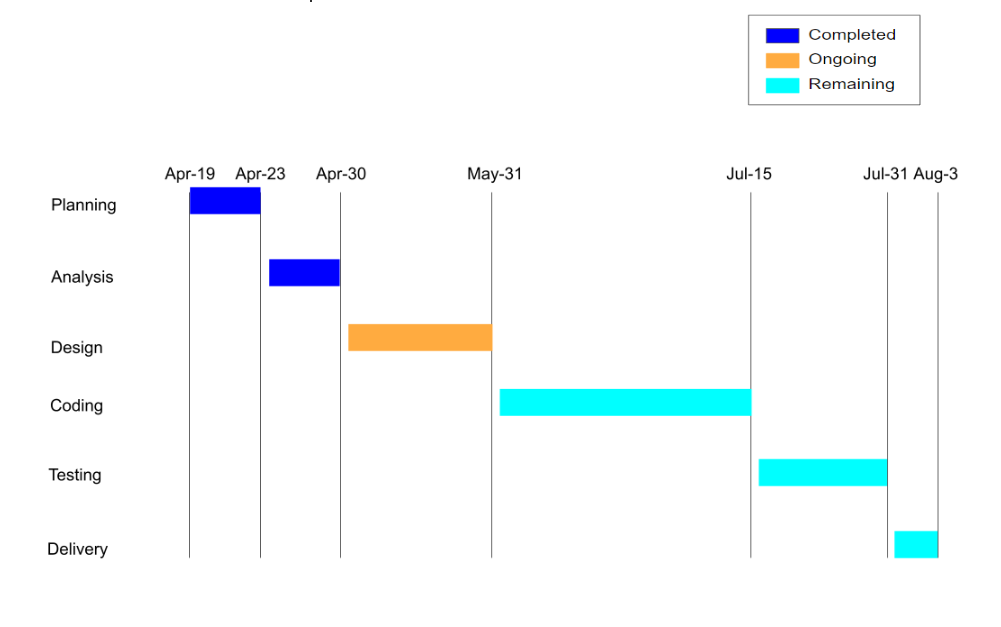 Completed
Ongoing
Remaining
Apr-19 Apr-23 Apr-30 May-31 Jul-15 Jul-31 Aug-3
Planning
Analysis
Design
Coding
Testing
Delivery